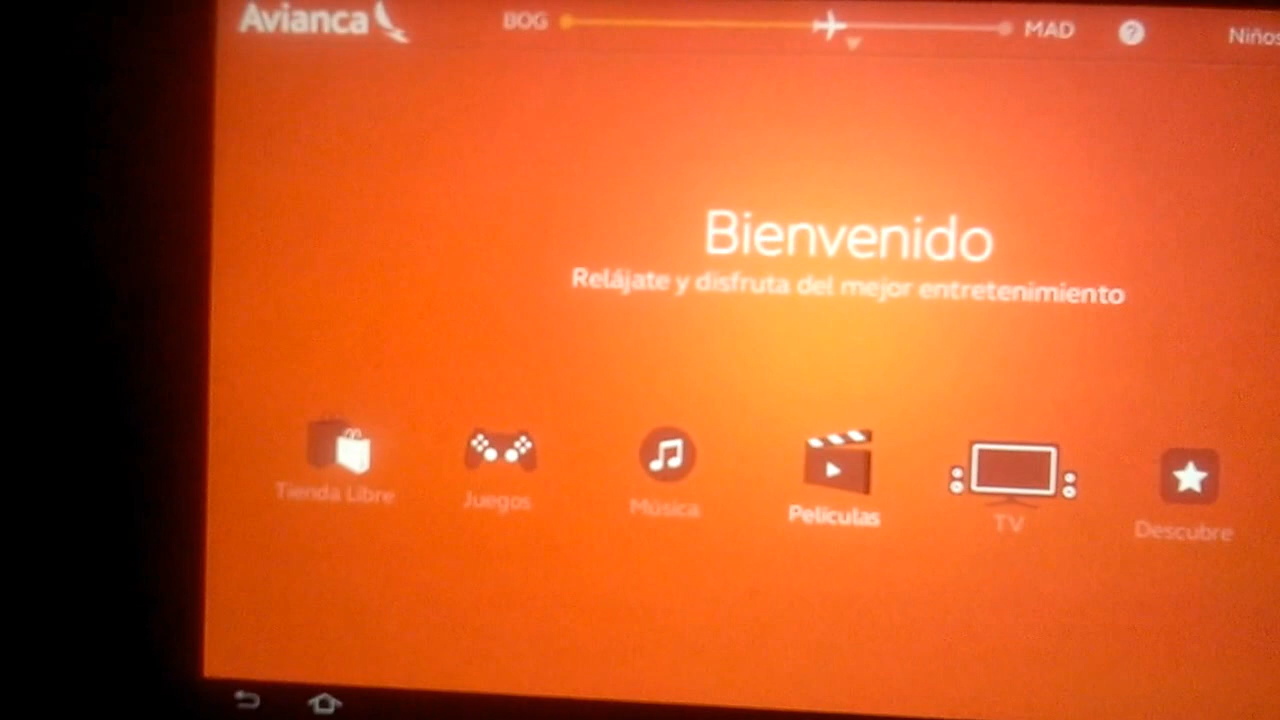 Avianca
BOG MAD ? Niños
Bienvenido
Relájate y disfruta del mejor entretenimiento
Tienda Libre
Juegos
Música
Películas
TV
Descubre